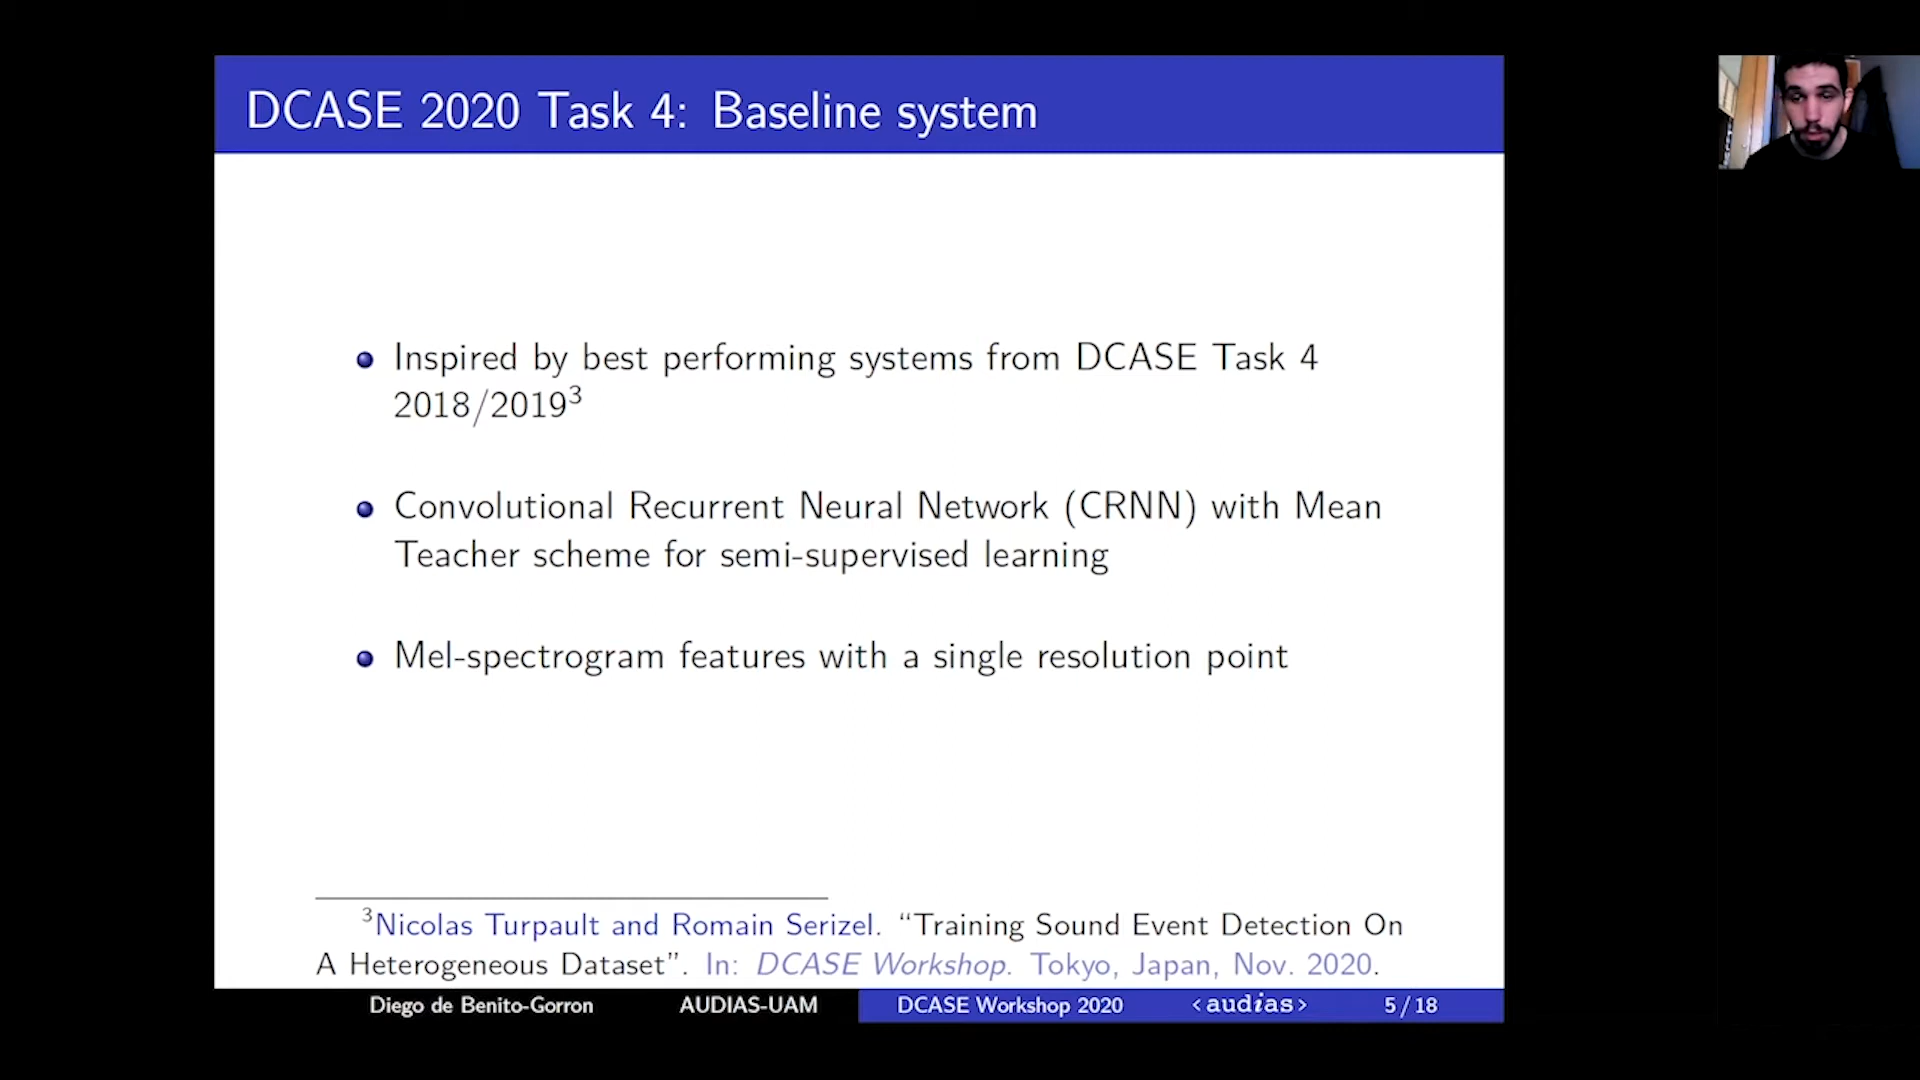 DCASE 2020 Task 4: Baseline system
Inspired by best performing systems from DCASE Task 4
2018/2019³
Convolutional Recurrent Neural Network (CRNN) with Mean
Teacher scheme for semi-supervised learning
Mel-spectrogram features with a single resolution point
³Nicolas Turpault and Romain Serizel. “Training Sound Event Detection On
A Heterogeneous Dataset”. In: DCASE Workshop. Tokyo, Japan, Nov. 2020.
Diego de Benito-Gorron AUDIAS-UAM DCASE Workshop 2020 <audias> 5 / 18